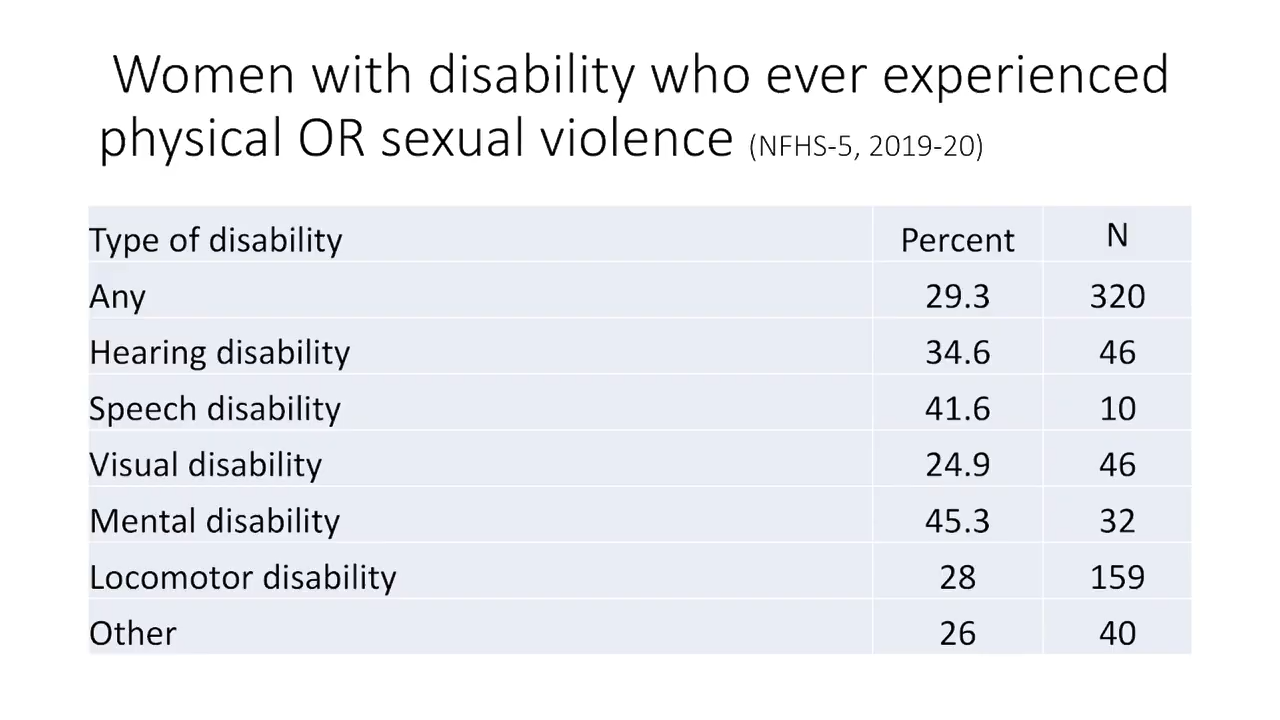 Women with disability who ever experienced
physical OR sexual violence (NFHS-5, 2019-20)
Type of disability Percent N
Any 29.3 320
Hearing disability 34.6 46
Speech disability 41.6 10
Visual disability 24.9 46
Mental disability 45.3 32
Locomotor disability 28 159
Other 26 40